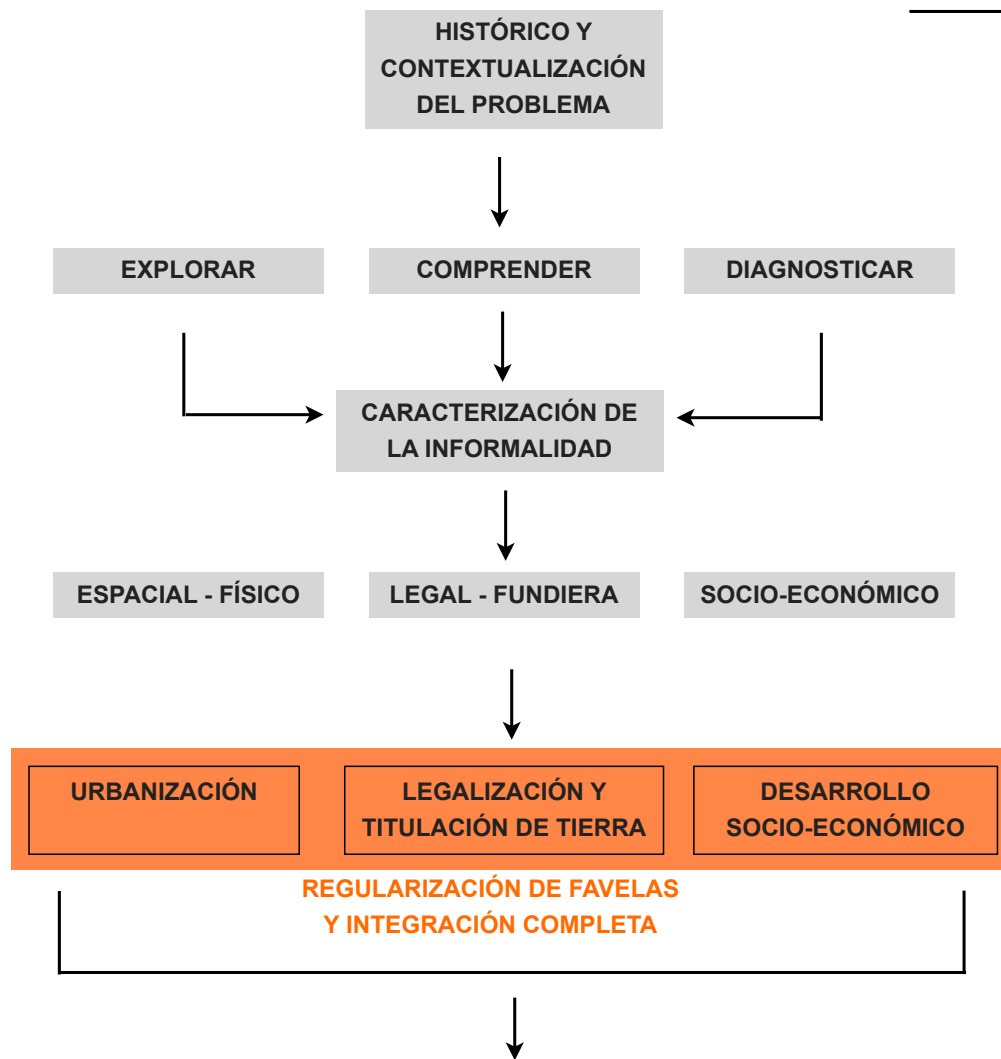 HISTÓRICO Y
CONTEXTUALIZACIÓN
DEL PROBLEMA
EXPLORAR
COMPRENDER
DIAGNOSTICAR
CARACTERIZACIÓN DE
LA INFORMALIDAD
ESPACIAL - FÍSICO
LEGAL - FUNDIERA
SOCIO-ECONÓMICO
URBANIZACIÓN
LEGALIZACIÓN Y
TITULACIÓN DE TIERRA
DESARROLLO
SOCIO-ECONÓMICO
REGULARIZACIÓN DE FAVELAS
Y INTEGRACIÓN COMPLETA